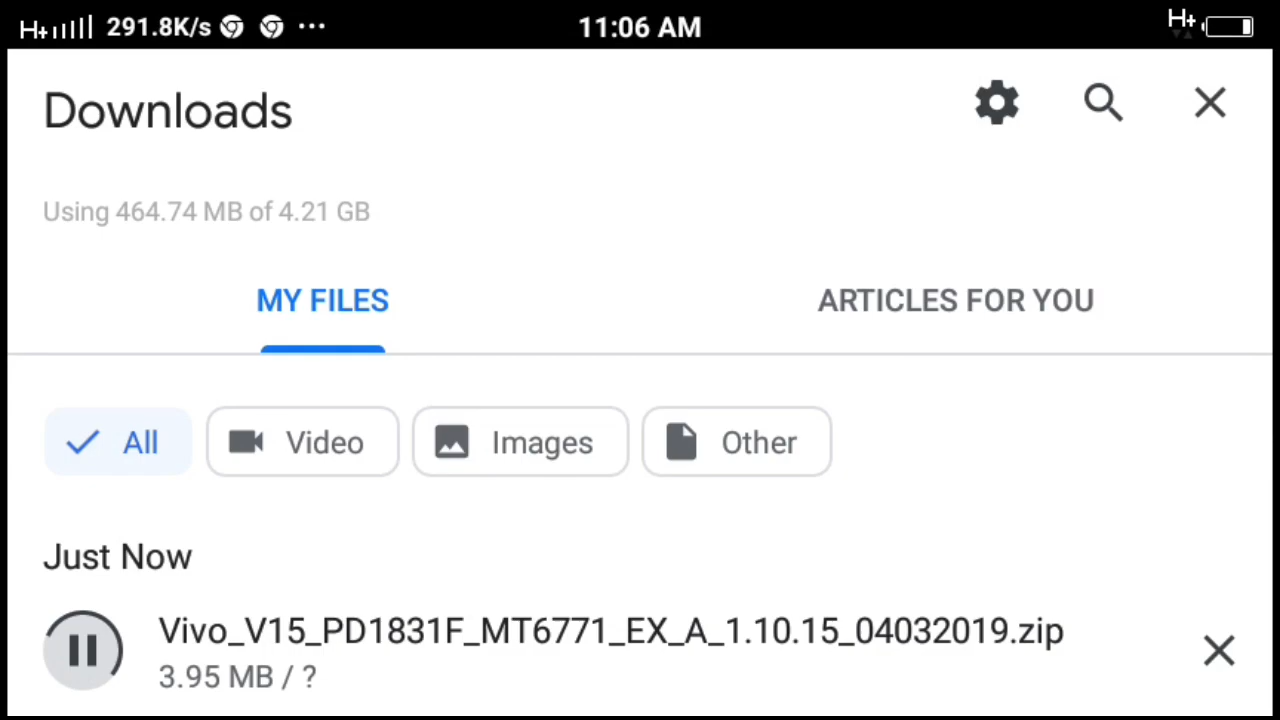 H+ 291.8K/s ... 11:06 AM H+
Downloads
Using 464.74 MB of 4.21 GB
MY FILES ARTICLES FOR YOU
All Video Images Other
Just Now
Vivo_V15_PD1831F_MT6771_EX_A_1.10.15_04032019.zip
3.95 MB / ?